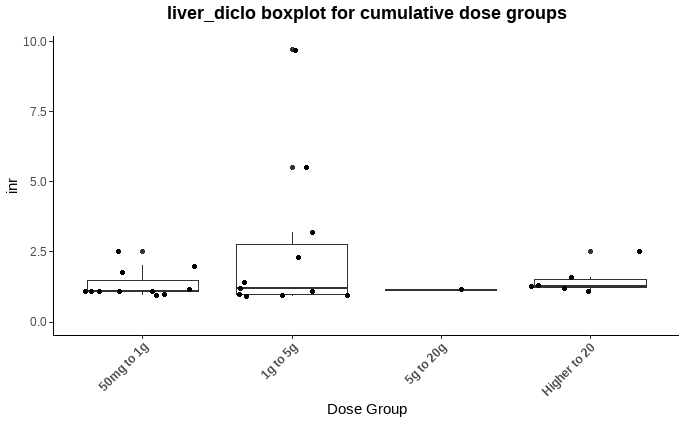 liver_diclo boxplot for cumulative dose groups
10.0
7.5
5.0
2.5
0.0
inr
50mg to 1g
1g to 5g
5g to 20g
Higher to 20
Dose Group